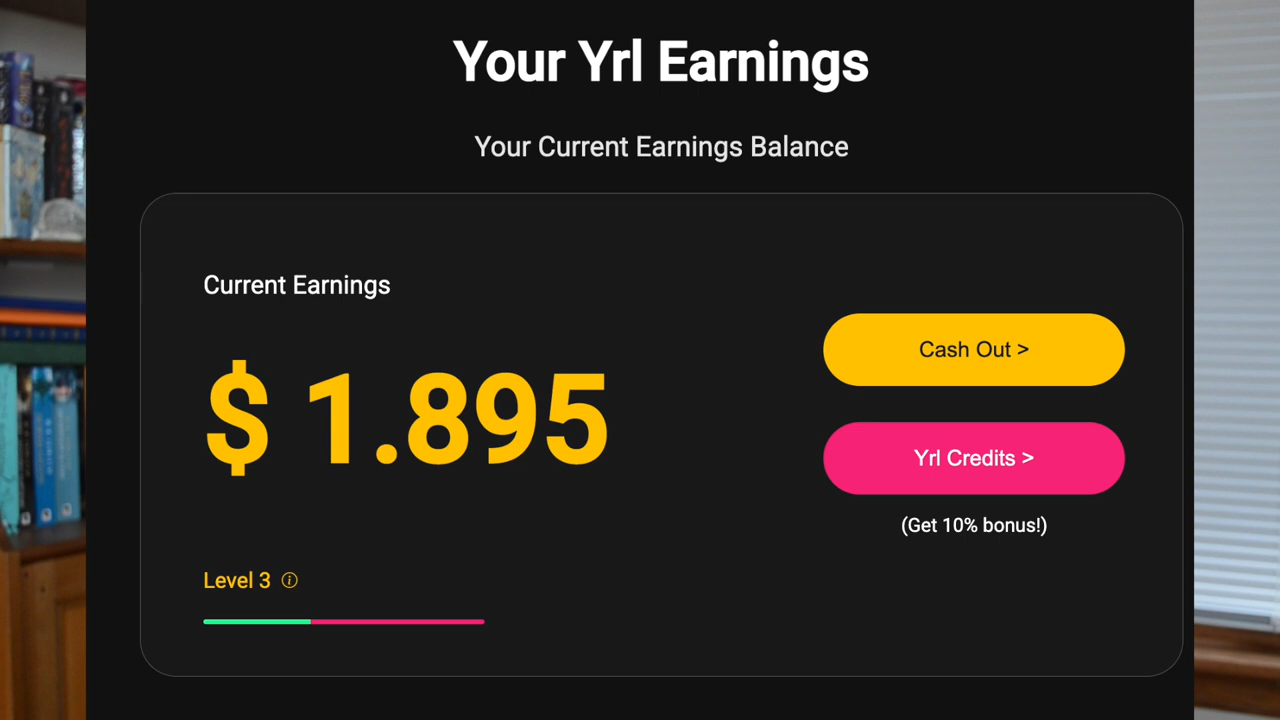 Your Yrl Earnings
Your Current Earnings Balance
Current Earnings
$ 1.895
Cash Out >
Yrl Credits >
(Get 10% bonus!)
Level 3